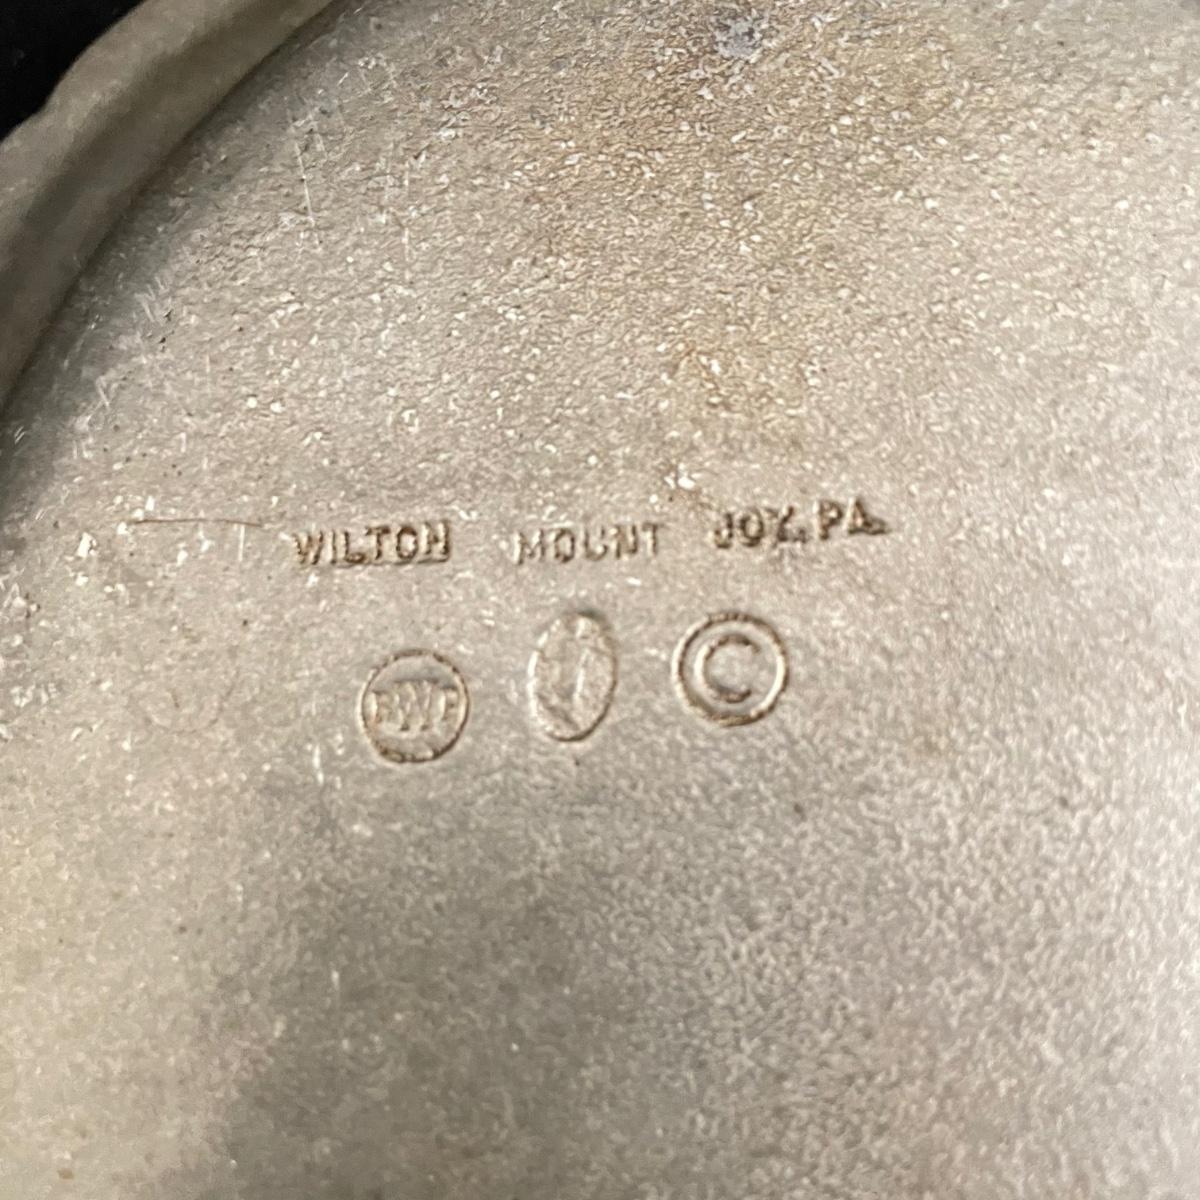 WILTON MOUNT JOY, PA.
RWP ©